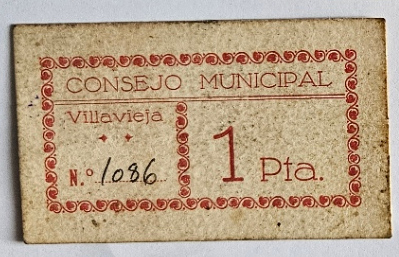 CONSEJO MUNICIPAL
Villavieja
N.º 1086
1 Pta.